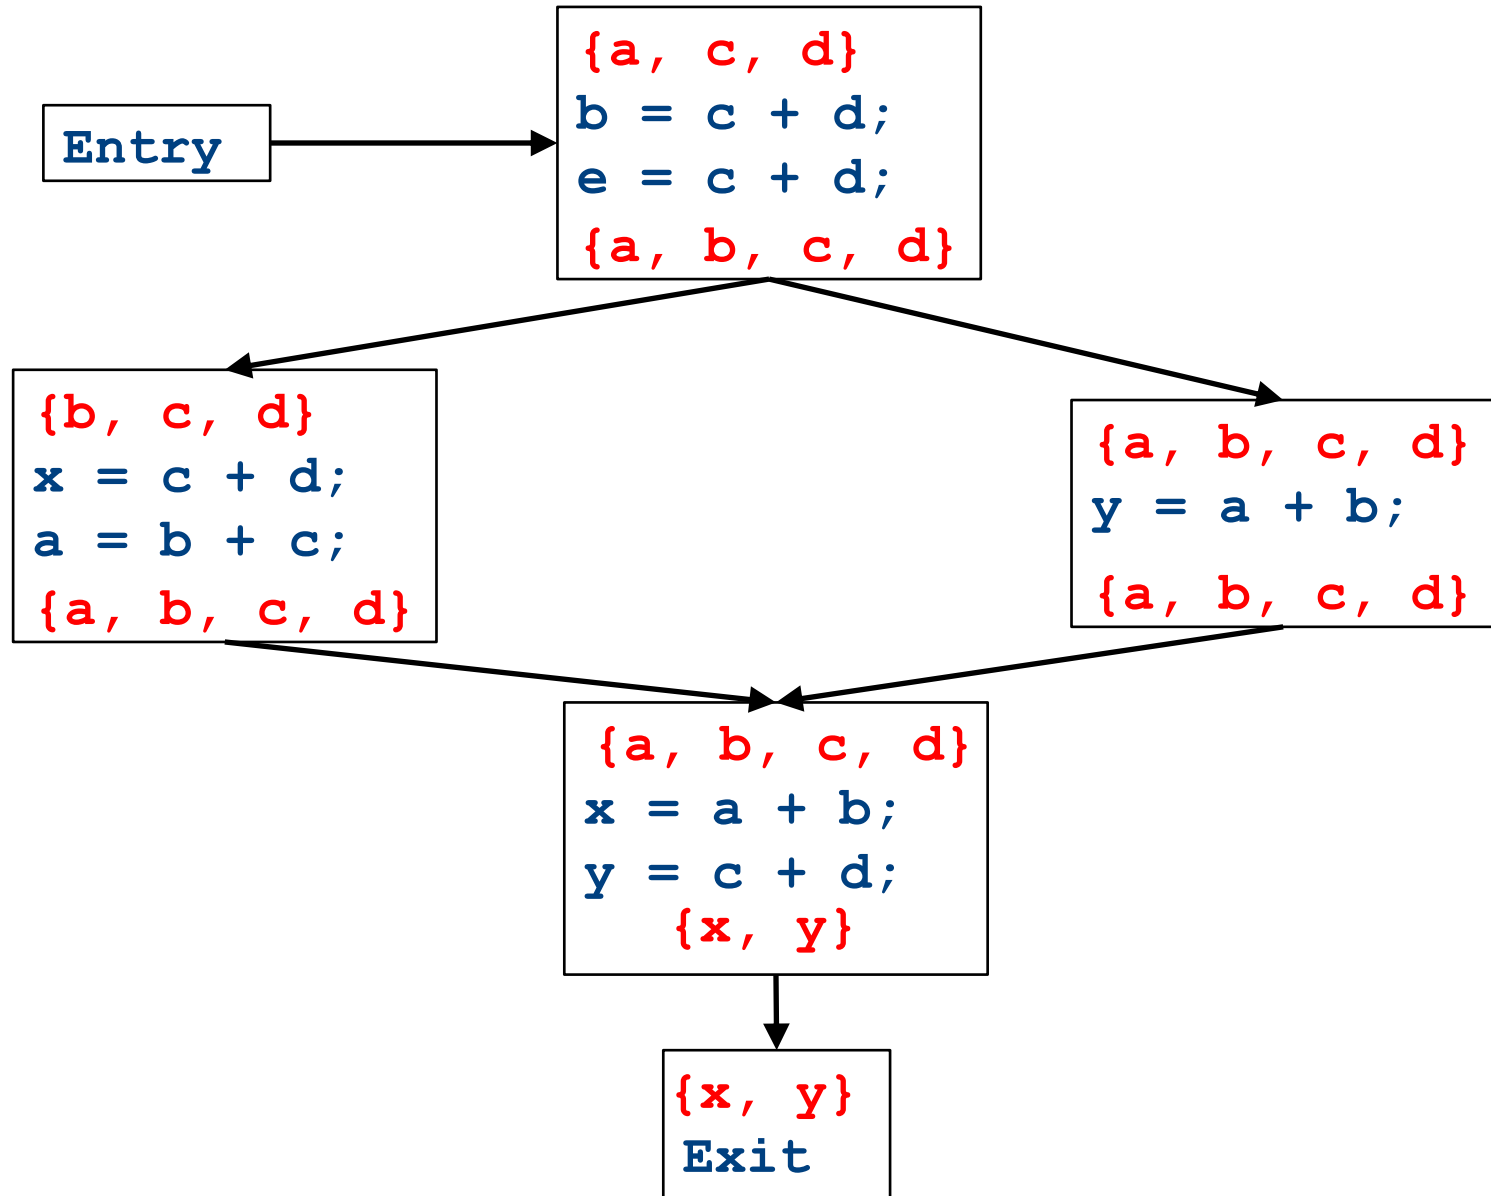 {a, c, d}
b = c + d;
e = c + d;
{a, b, c, d}
Entry
{b, c, d}
x = c + d;
a = b + c;
{a, b, c, d}
{a, b, c, d}
y = a + b;
{a, b, c, d}
{a, b, c, d}
x = a + b;
y = c + d;
{x, y}
{x, y}
Exit